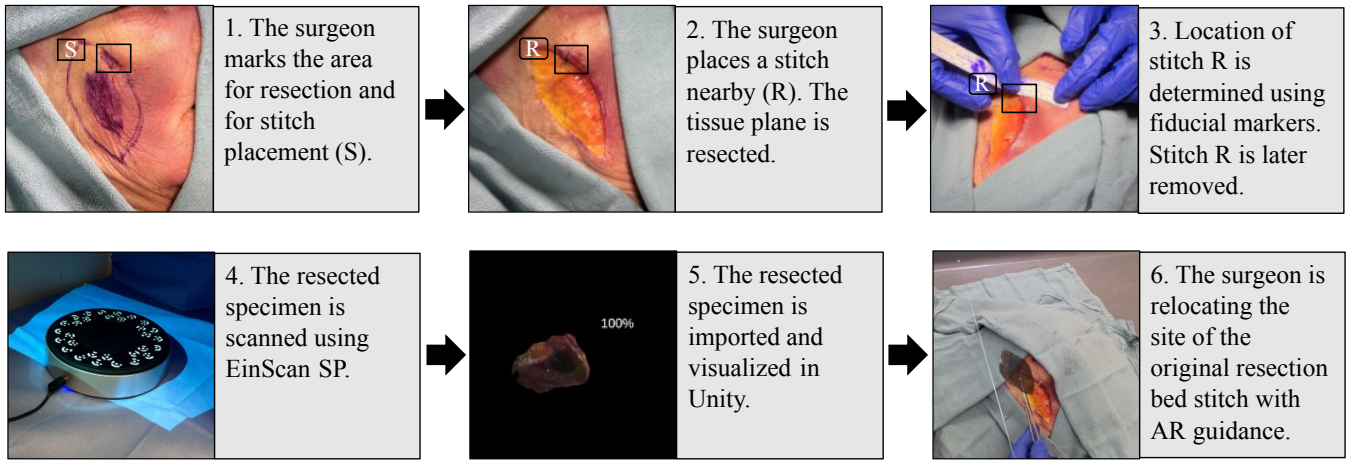 S
1. The surgeon
marks the area
for resection and
for stitch
placement (S).
R
2. The surgeon
places a stitch
nearby (R). The
tissue plane is
resected.
R
3. Location of
stitch R is
determined using
fiducial markers.
Stitch R is later
removed.
4. The resected
specimen is
scanned using
EinScan SP.
100%
5. The resected
specimen is
imported and
visualized in
Unity.
6. The surgeon is
relocating the
site of the
original resection
bed stitch with
AR guidance.